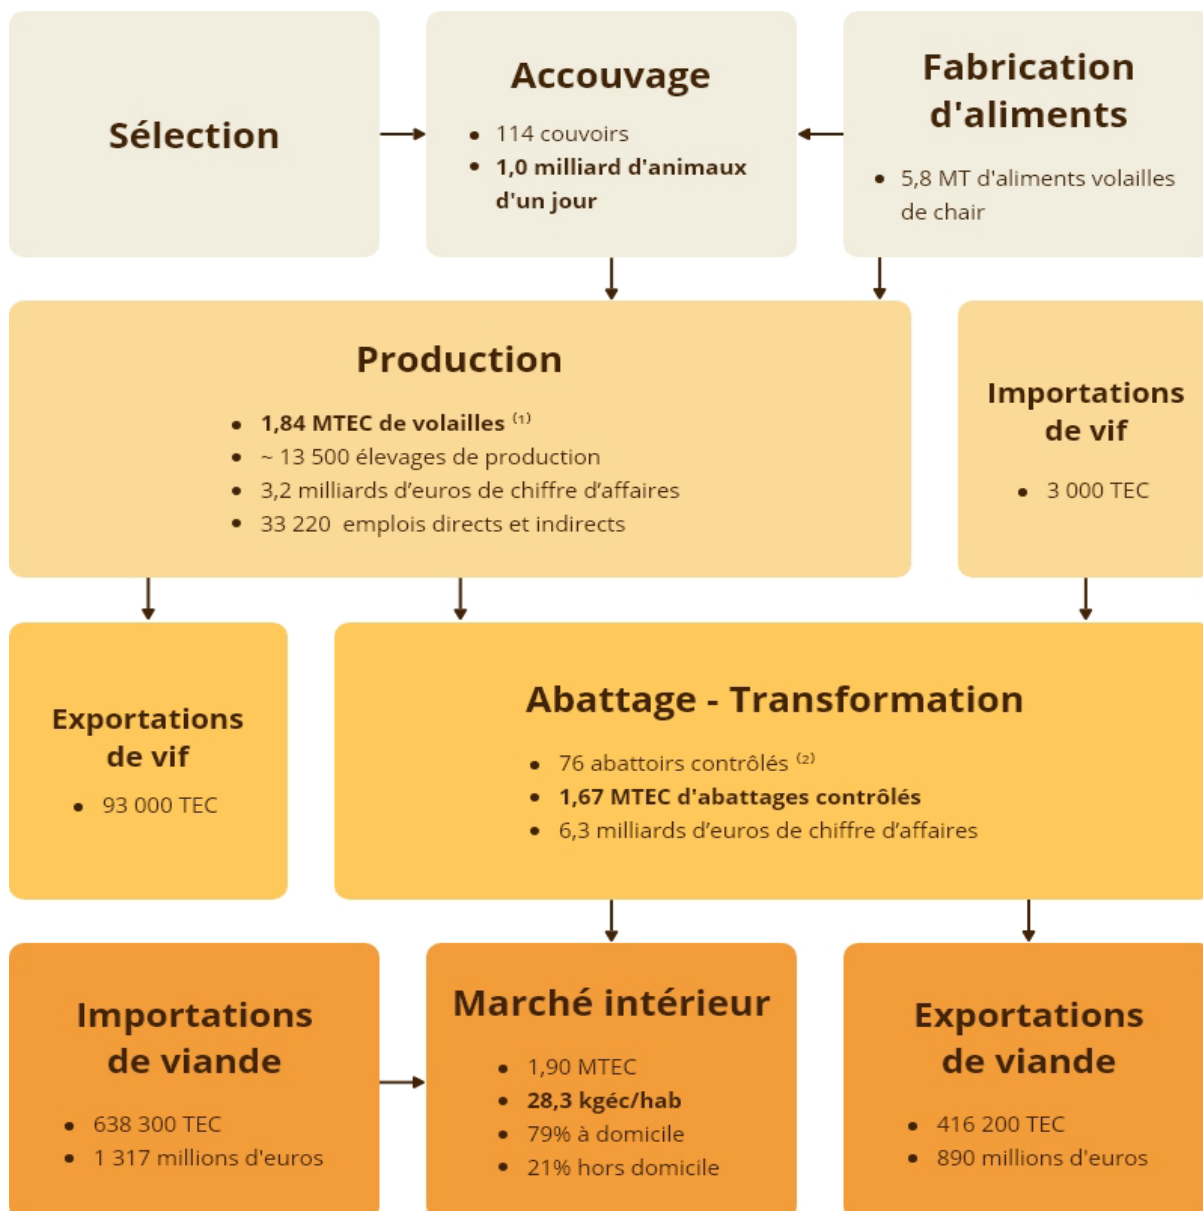 Sélection
Accouvage
• 114 couvoirs
• 1,0 milliard d'animaux
d'un jour
Fabrication
d'aliments
• 5,8 MT d'aliments volailles
de chair
Production
• 1,84 MTEC de volailles ⁽¹⁾
• ~ 13 500 élevages de production
• 3,2 milliards d’euros de chiffre d’affaires
• 33 220  emplois directs et indirects
Importations
de vif
• 3 000 TEC
Exportations
de vif
• 93 000 TEC
Abattage - Transformation
• 76 abattoirs contrôlés ⁽²⁾
• 1,67 MTEC d'abattages contrôlés
• 6,3 milliards d’euros de chiffre d’affaires
Importations
de viande
• 638 300 TEC
• 1 317 millions d'euros
Marché intérieur
• 1,90 MTEC
• 28,3 kgéc/hab
• 79% à domicile
• 21% hors domicile
Exportations
de viande
• 416 200 TEC
• 890 millions d'euros